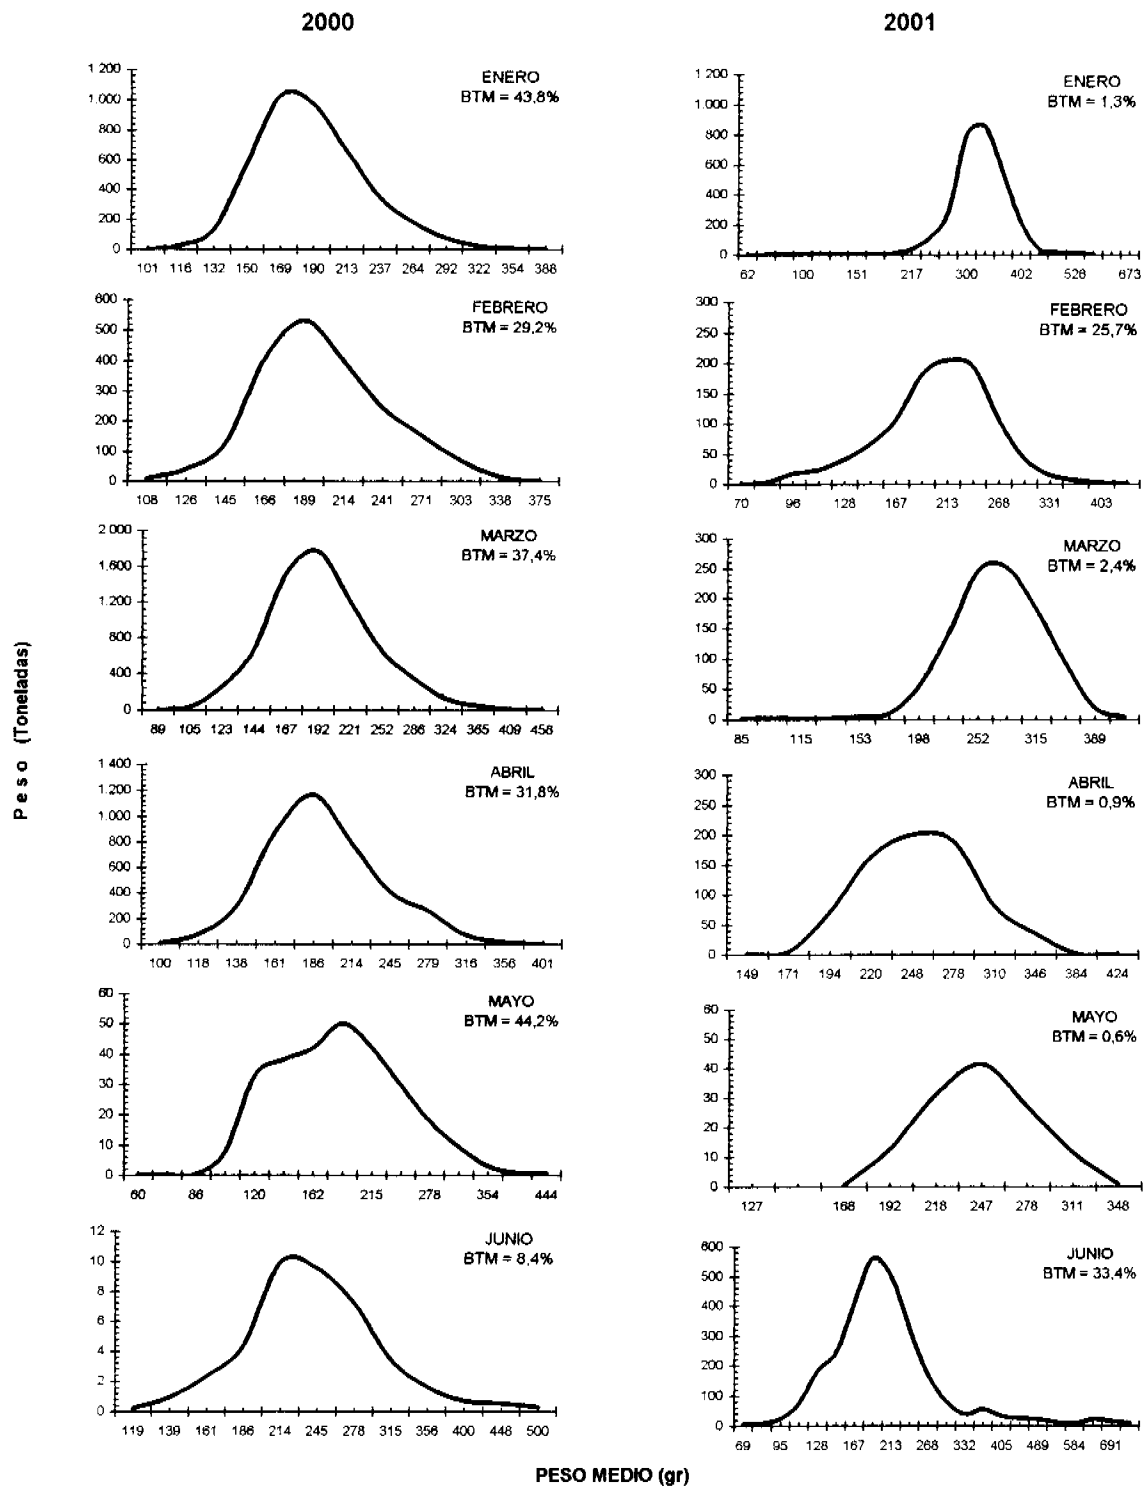 2000
2001
ENERO
BTM = 43,8%
1 200
1.000
800
600
400
200
0
101 116 132 150 169 190 213 237 264 292 322 354 388
ENERO
BTM = 1,3%
1 200
1.000
800
600
400
200
0
62 100 151 217 300 402 528 673
FEBRERO
BTM = 29,2%
600
500
400
300
200
100
0
108 126 145 166 189 214 241 271 303 338 375
FEBRERO
BTM = 25,7%
300
250
200
150
100
50
0
70 96 128 167 213 268 331 403
MARZO
BTM = 37,4%
2 000
1.600
1.200
800
400
0
89 105 123 144 167 192 221 252 286 324 365 409 458
MARZO
BTM = 2,4%
300
250
200
150
100
50
0
85 115 153 198 252 315 389
Peso (Toneladas)
ABRIL
BTM = 31,8%
1.400
1.200
1.000
800
600
400
200
0
100 118 138 161 186 214 245 279 316 356 401
ABRIL
BTM = 0,9%
300
250
200
150
100
50
0
149 171 194 220 248 278 310 346 384 424
MAYO
BTM = 44,2%
60
50
40
30
20
10
0
60 86 120 162 215 278 354 444
MAYO
BTM = 0,6%
60
50
40
30
20
10
0
127 168 192 218 247 278 311 348
JUNIO
BTM = 8,4%
12
10
8
6
4
2
0
119 139 161 186 214 245 278 315 356 400 448 500
JUNIO
BTM = 33,4%
600
500
400
300
200
100
0
69 95 128 167 213 268 332 405 489 584 691
PESO MEDIO (gr)